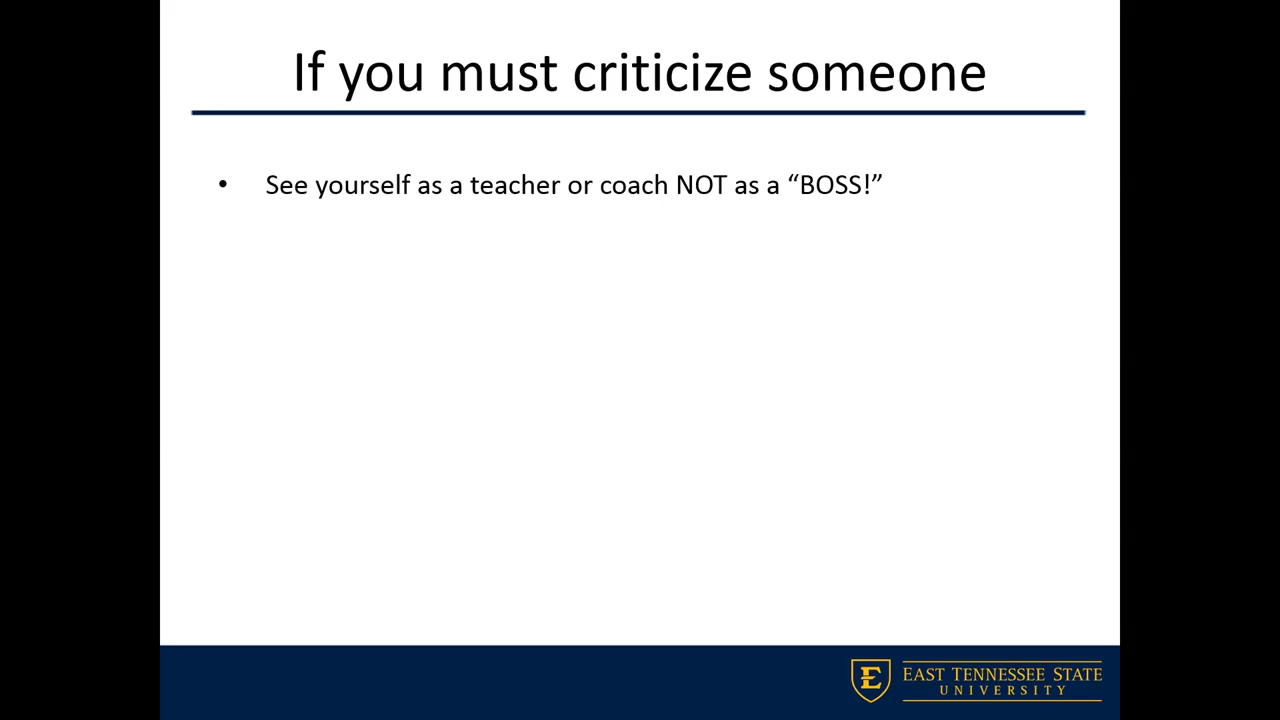 If you must criticize someone
• See yourself as a teacher or coach NOT as a “BOSS!”
E
EAST TENNESSEE STATE
UNIVERSITY